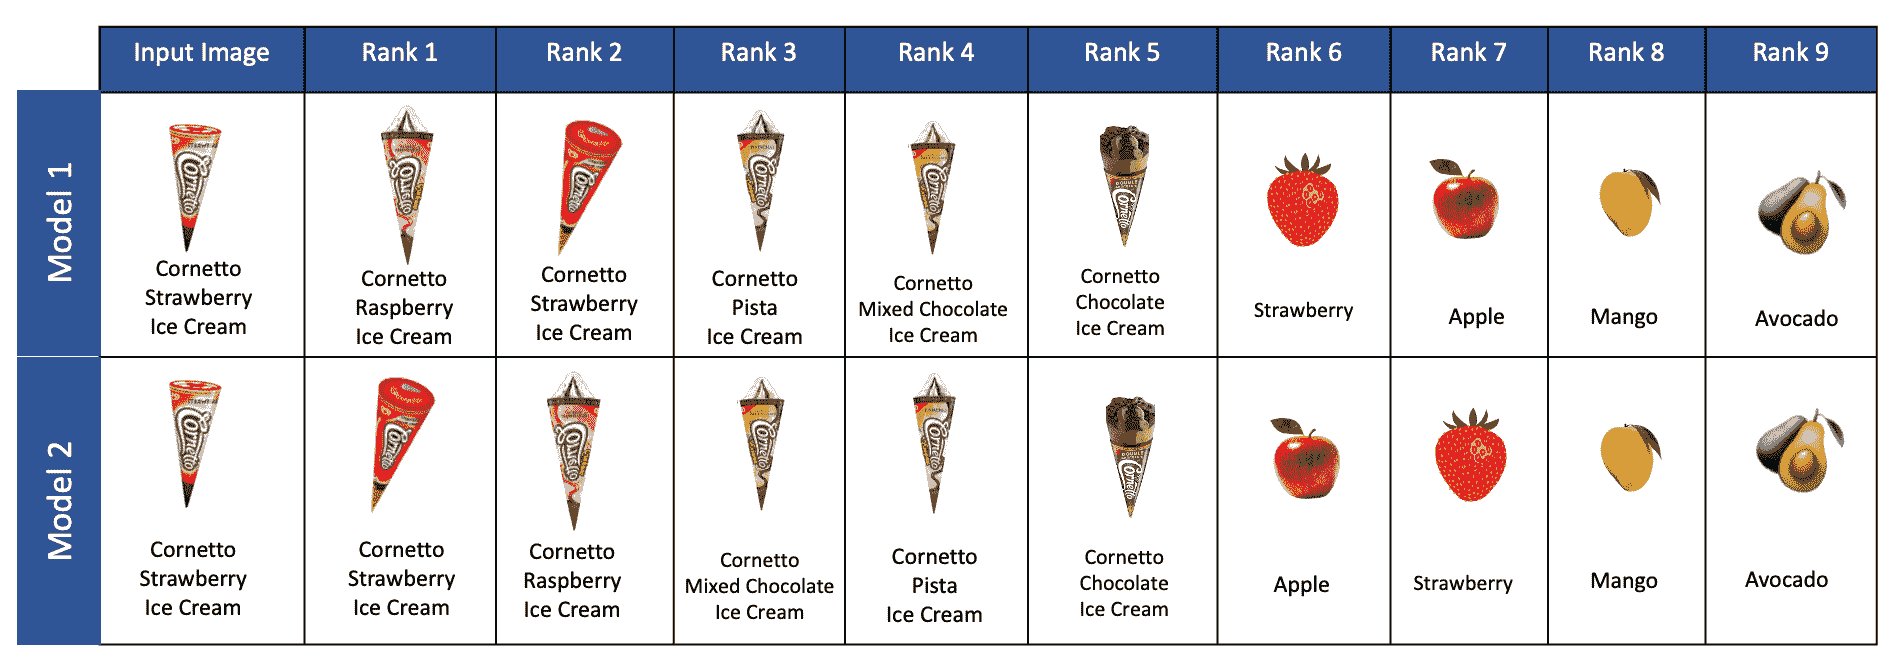 Input Image Rank 1 Rank 2 Rank 3 Rank 4 Rank 5 Rank 6 Rank 7 Rank 8 Rank 9
Model 1
Cornetto
Strawberry
Ice Cream
Cornetto
Raspberry
Ice Cream
Cornetto
Strawberry
Ice Cream
Cornetto
Pista
Ice Cream
Cornetto
Mixed Chocolate
Ice Cream
Cornetto
Chocolate
Ice Cream
Strawberry
Apple
Mango
Avocado
Model 2
Cornetto
Strawberry
Ice Cream
Cornetto
Strawberry
Ice Cream
Cornetto
Raspberry
Ice Cream
Cornetto
Mixed Chocolate
Ice Cream
Cornetto
Pista
Ice Cream
Cornetto
Chocolate
Ice Cream
Apple
Strawberry
Mango
Avocado